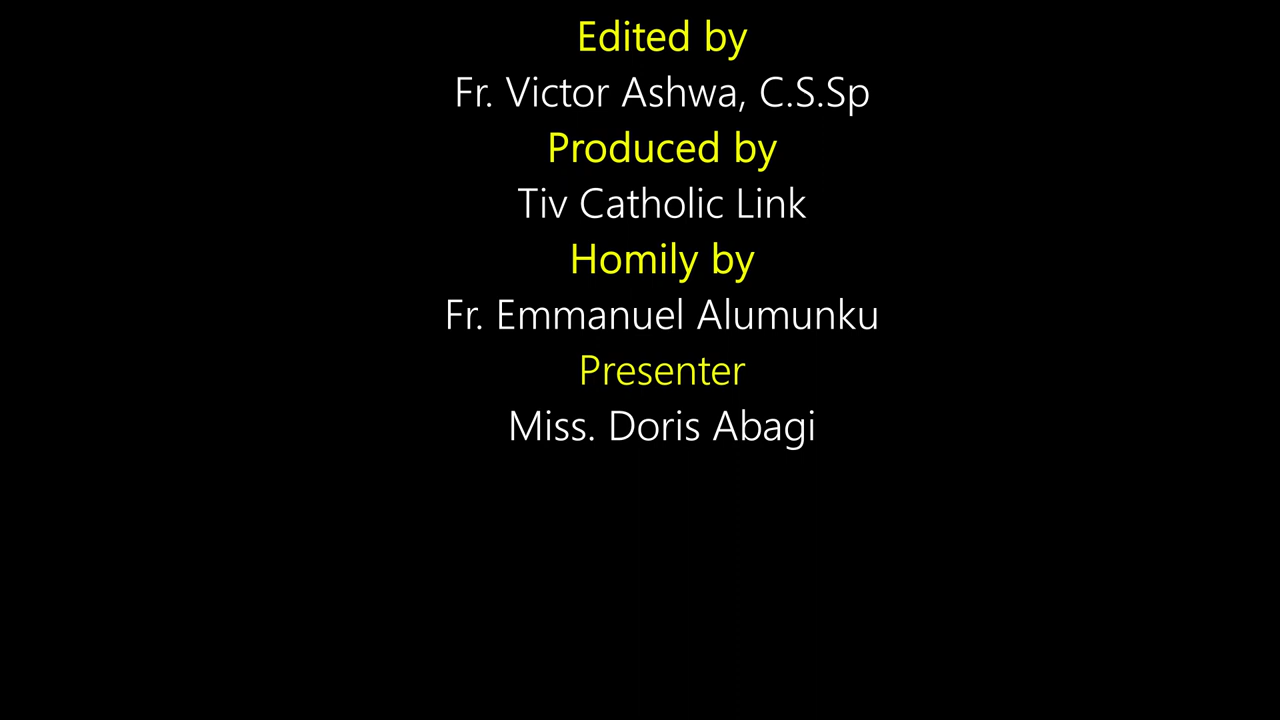 Edited by
Fr. Victor Ashwa, C.S.Sp
Produced by
Tiv Catholic Link
Homily by
Fr. Emmanuel Alumunku
Presenter
Miss. Doris Abagi